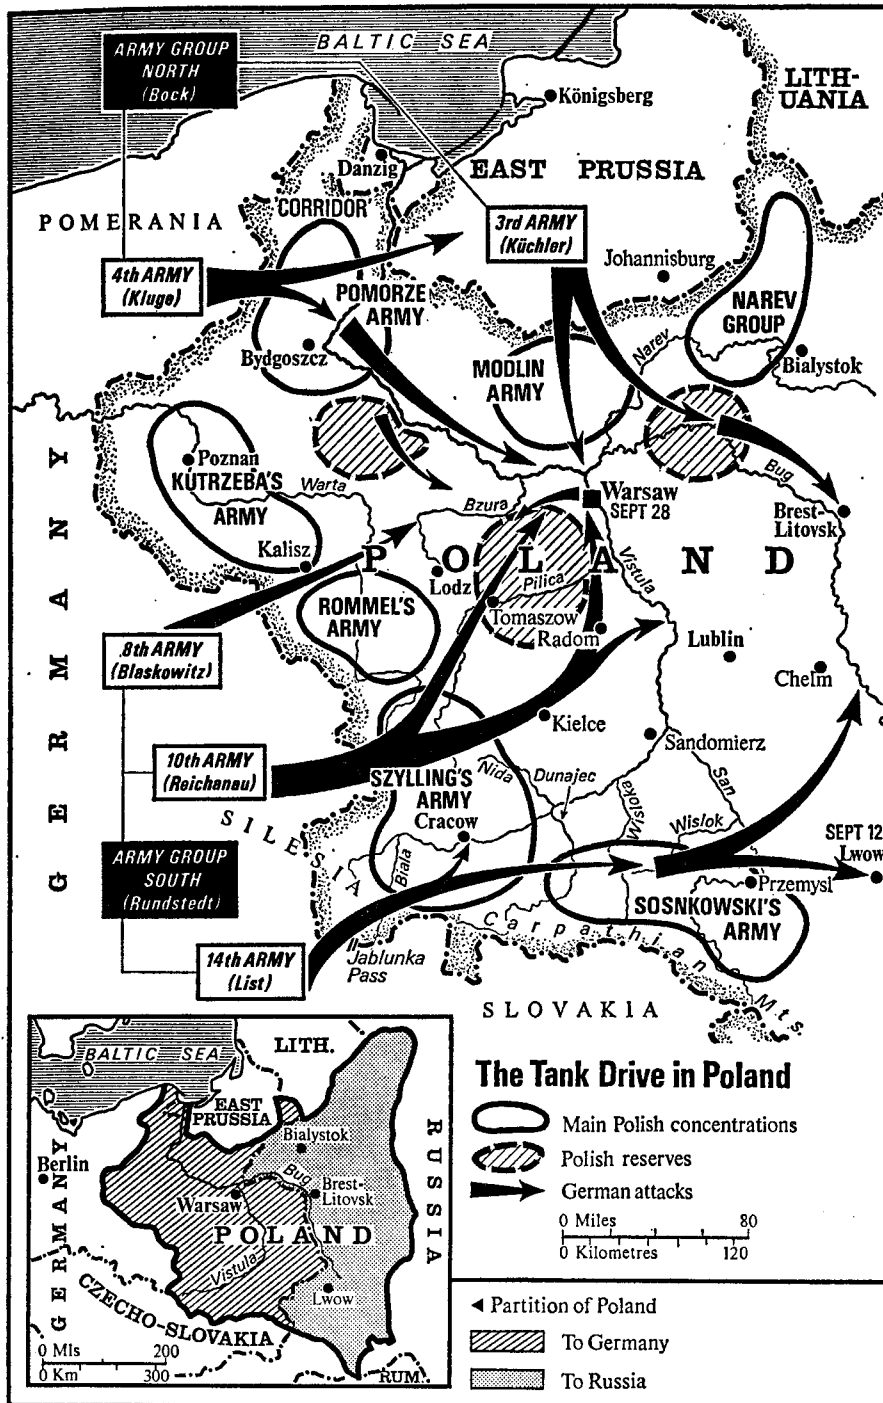 ARMY GROUP
NORTH
(Bock)
BALTIC SEA
LITH-
UANIA
Königsberg
Danzig
EAST PRUSSIA
CORRIDOR
POMERANIA
3rd ARMY
(Küchler)
Johannisburg
4th ARMY
(Kluge)
POMORZE
ARMY
NAREV
GROUP
Bydgoszcz
MODLIN
ARMY
Narev
Bialystok
Poznan
KUTRZEBA'S
ARMY
Warta
Bzura
Warsaw
SEPT 28
Bug
Brest-
Litovsk
Kalisz
POLAND
Lodz
Pilica
Vistula
ROMMEL'S
ARMY
Tomaszow
Radom
Lublin
Chelm
GERMANY
8th ARMY
(Blaskowitz)
10th ARMY
(Reichanau)
Kielce
Sandomierz
SZYLLING'S
ARMY
Cracow
Nida
Dunajec
Wisloka
San
Wislok
SILESIA
Biala
SEPT 12
Lwow
ARMY GROUP
SOUTH
(Rundstedt)
Przemysl
SOSNKOWSKI'S
ARMY
14th ARMY
(List)
Jablunka
Pass
Carpathian Mts
SLOVAKIA
The Tank Drive in Poland
Main Polish concentrations
Polish reserves
German attacks
0 Miles 80
0 Kilometres 120
Partition of Poland
To Germany
To Russia
BALTIC SEA
LITH.
EAST
PRUSSIA
Bialystok
RUSSIA
Berlin
GERMANY
Bug
Brest-
Litovsk
Warsaw
POLAND
Vistula
Lwow
CZECHO-SLOVAKIA
0 Mls 200
0 Km 300
RUM.